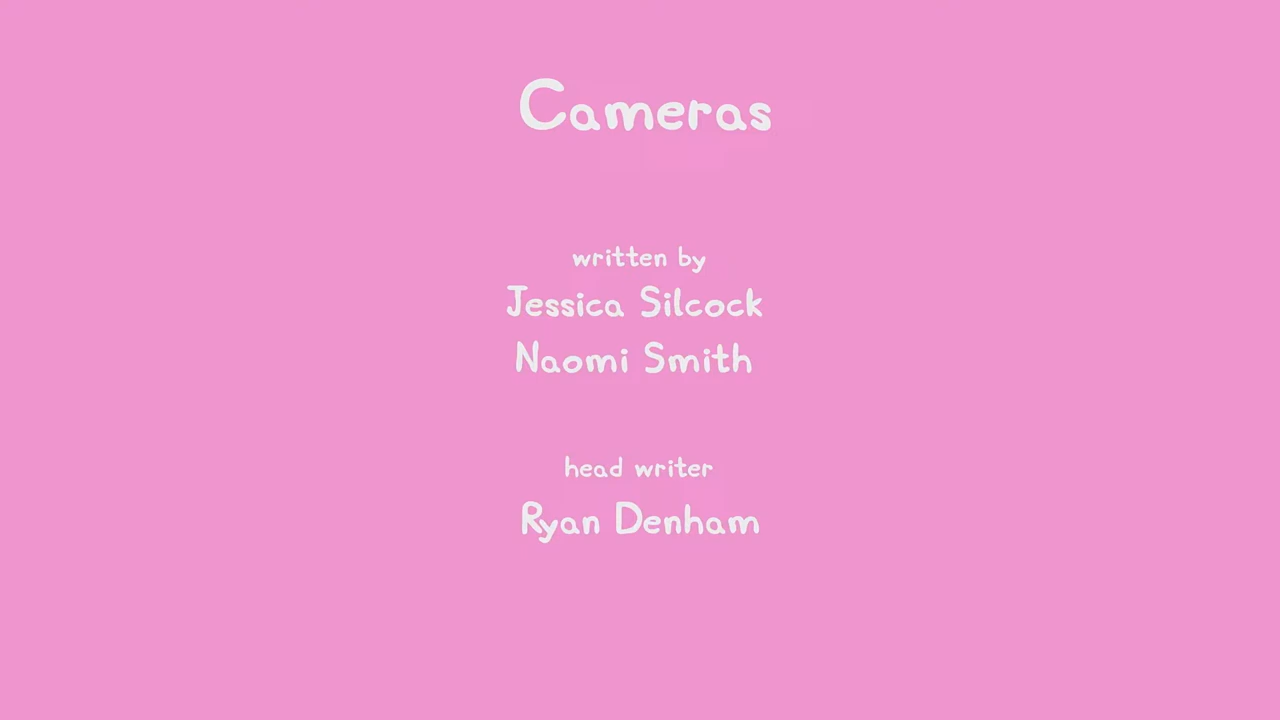 Cameras
written by
Jessica Silcock
Naomi Smith
head writer
Ryan Denham